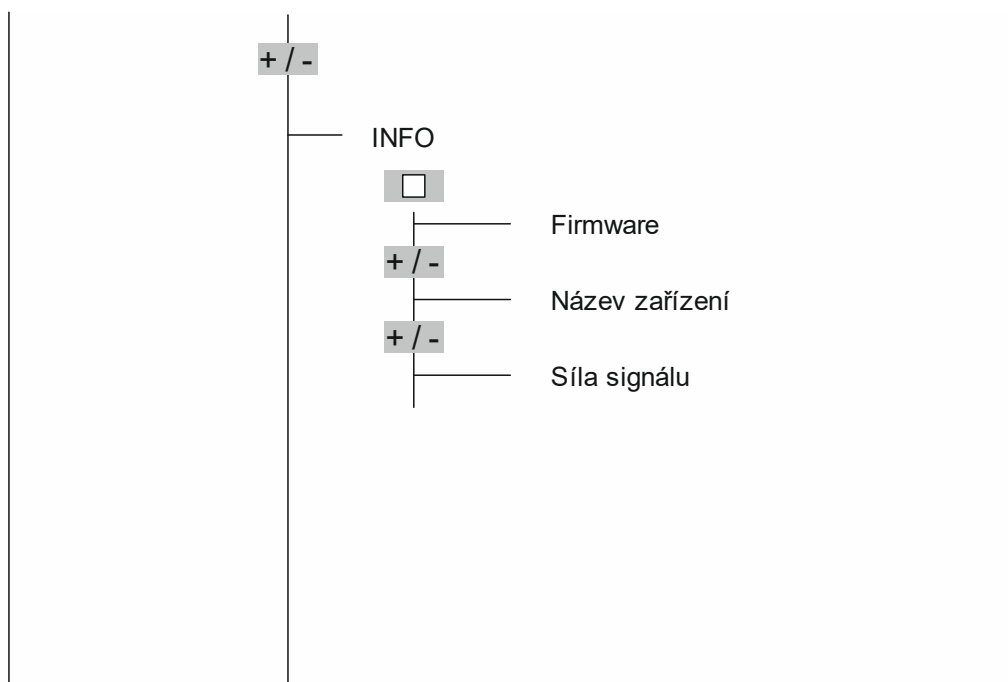 + / -
INFO
Firmware
+ / -
Název zařízení
+ / -
Síla signálu